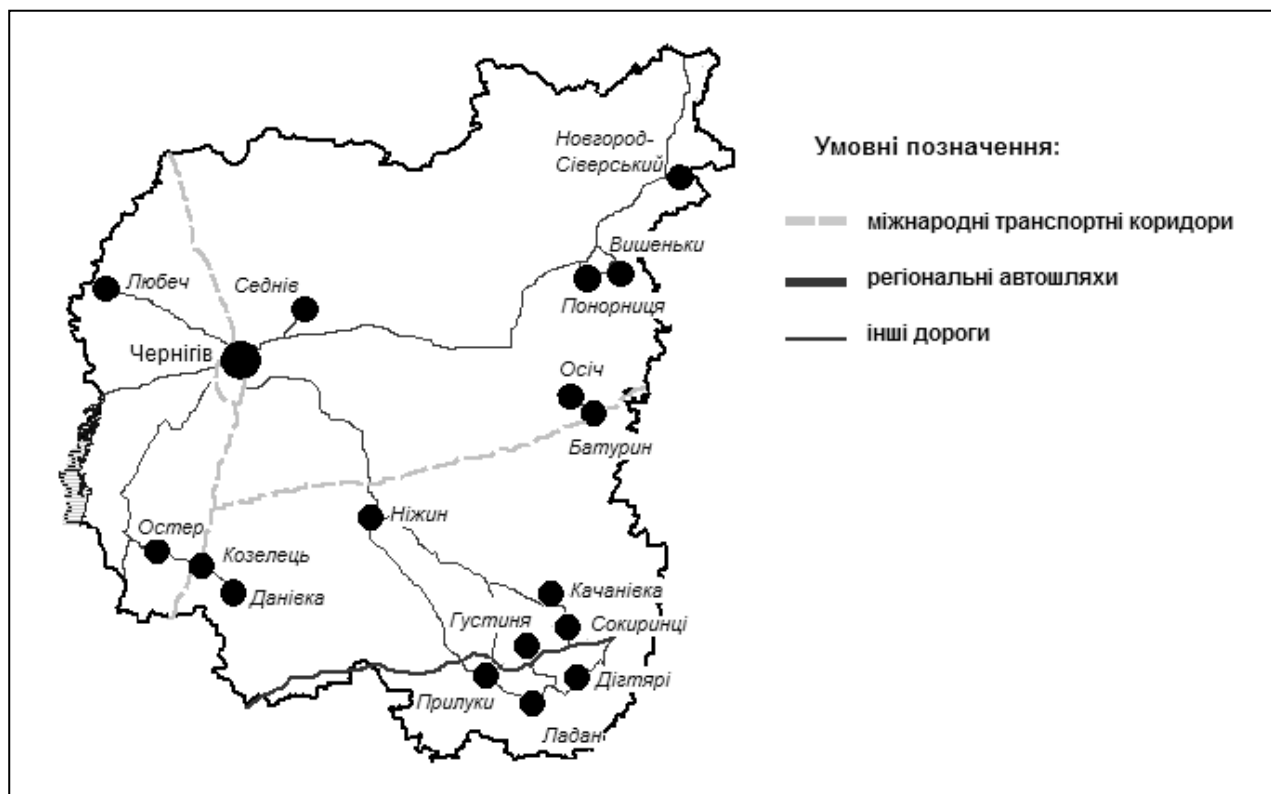 Новгород-
Сіверський
Умовні позначення:
міжнародні транспортні коридори
Вишеньки
Любеч
Седнів
регіональні автошляхи
Понорниця
інші дороги
Чернігів
Осіч
Батурин
Остер
Ніжин
Козелець
Данівка
Качанівка
Густиня
Сокиринці
Дігтярі
Прилуки
Ладан